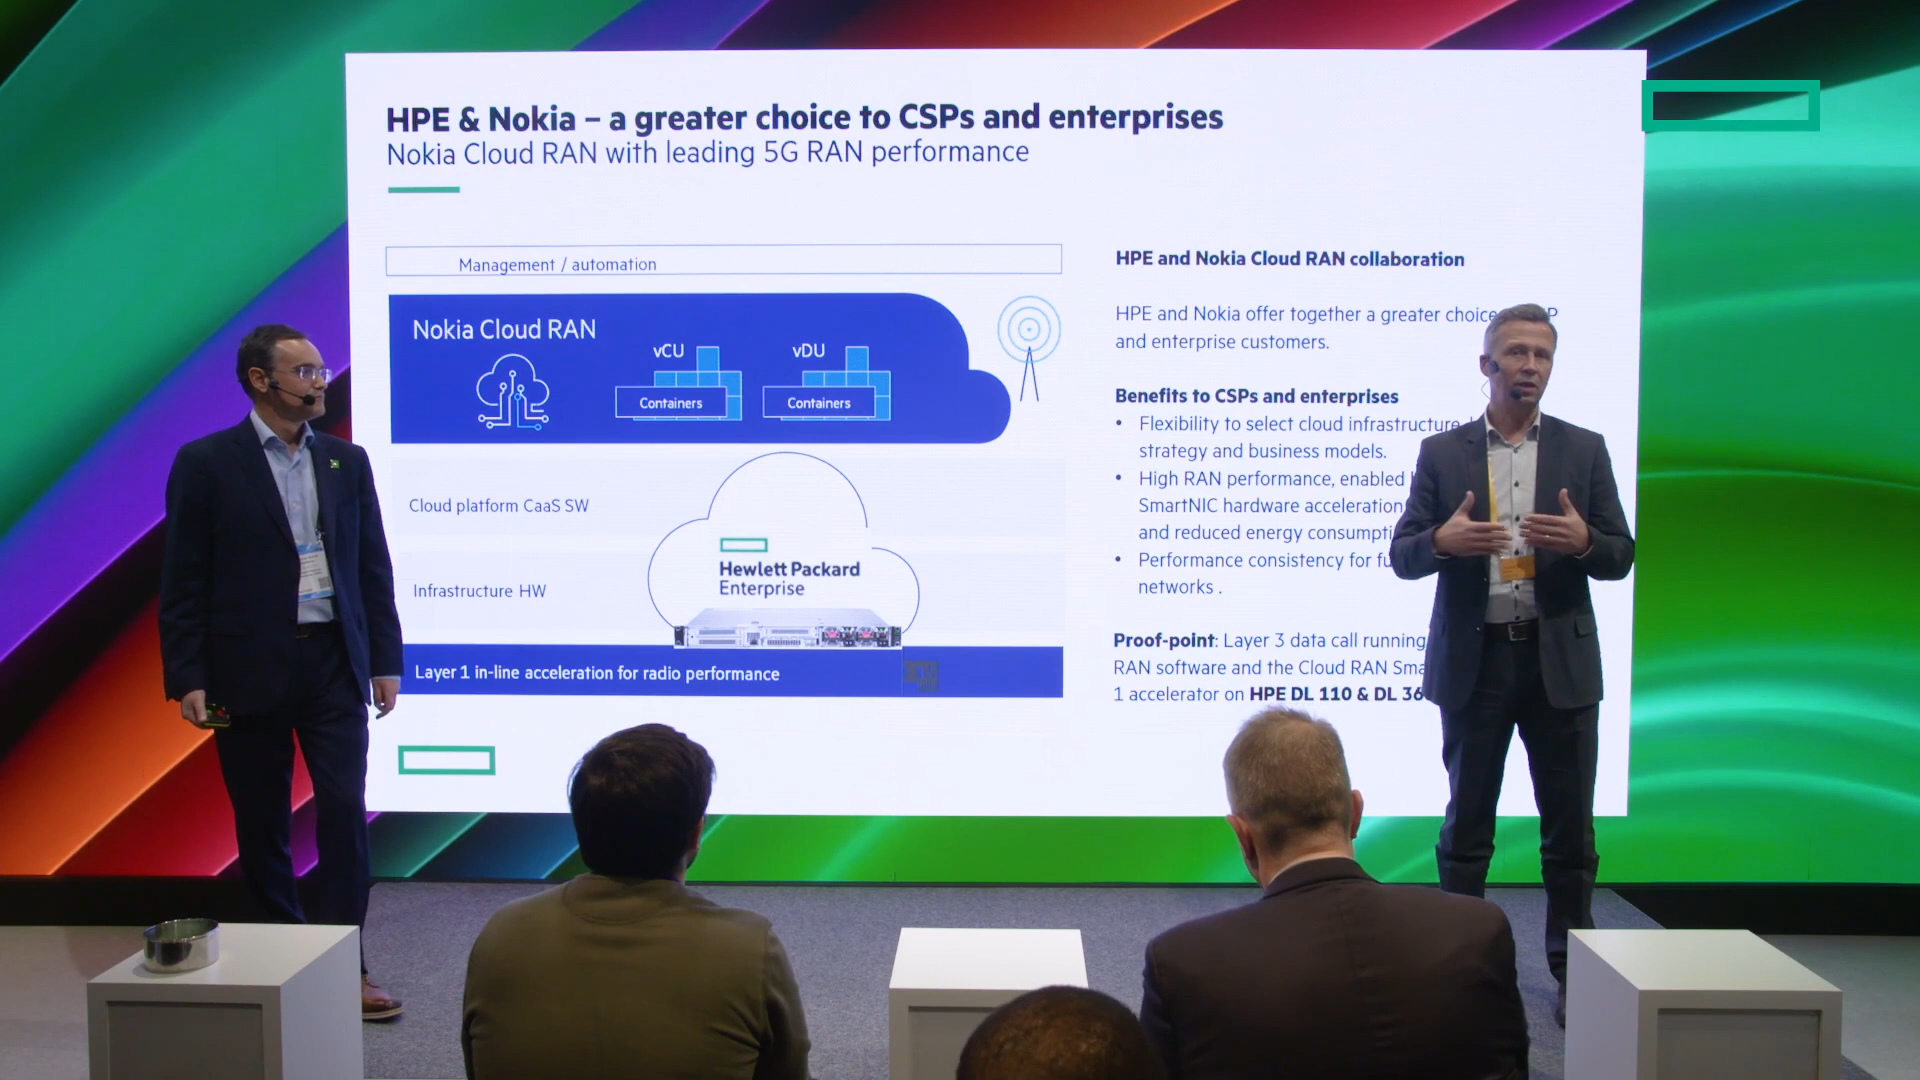 HPE & Nokia – a greater choice to CSPs and enterprises
Nokia Cloud RAN with leading 5G RAN performance
Management / automation
Nokia Cloud RAN
vCU
vDU
Containers
Containers
Cloud platform CaaS SW
Infrastructure HW
Hewlett Packard
Enterprise
Layer 1 in-line acceleration for radio performance
HPE and Nokia Cloud RAN collaboration
HPE and Nokia offer together a greater choice
and enterprise customers.
Benefits to CSPs and enterprises
• Flexibility to select cloud infrastructure
strategy and business models.
• High RAN performance, enabled
SmartNIC hardware acceleration
and reduced energy
• Performance consistency for
networks .
Proof-point: Layer 3 data call running
RAN software and the Cloud RAN
1 accelerator on HPE DL 110 & DL